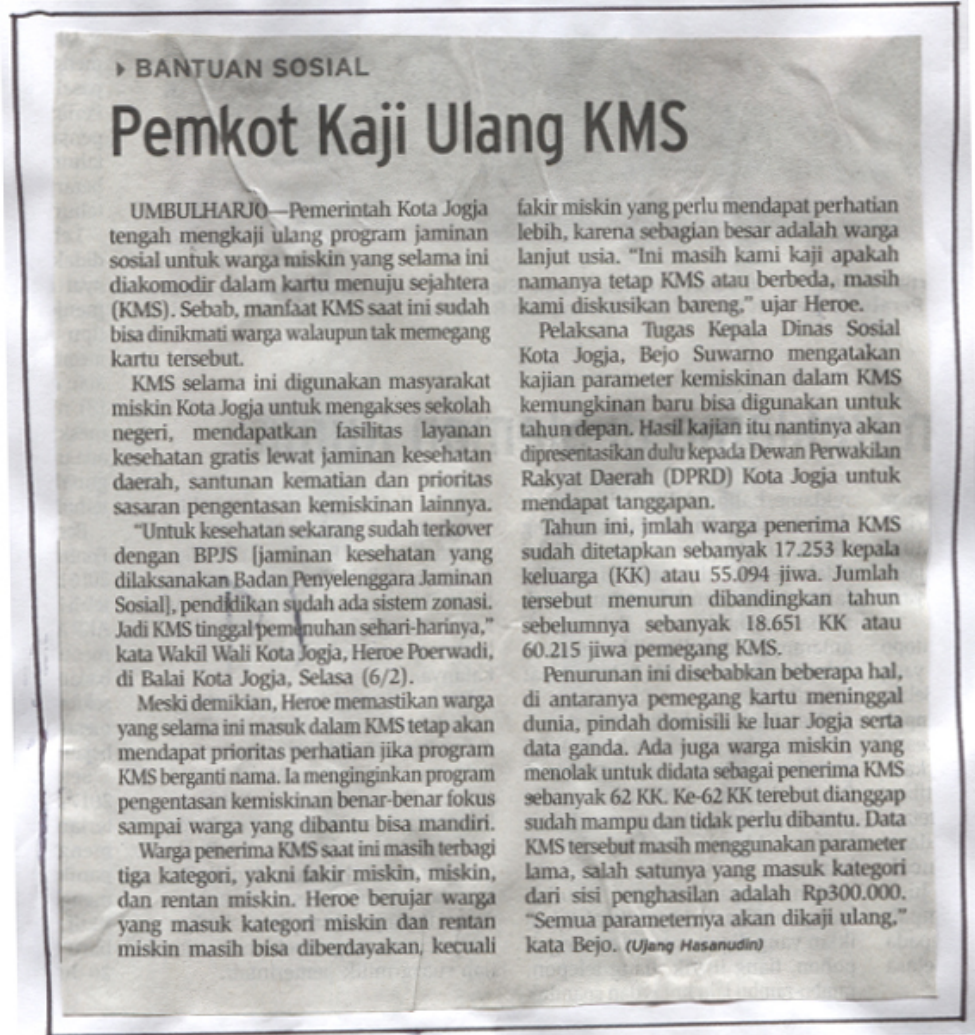 BANTUAN SOSIAL
Pemkot Kaji Ulang KMS
UMBULHARJO—Pemerintah Kota Jogja
tengah mengkaji ulang program jaminan
sosial untuk warga miskin yang selama ini
diakomodir dalam kartu menuju sejahtera
(KMS). Sebab, manfaat KMS saat ini sudah
bisa dinikmati warga walaupun tak memegang
kartu tersebut.
KMS selama ini digunakan masyarakat
miskin Kota Jogja untuk mengakses sekolah
negeri, mendapatkan fasilitas layanan
kesehatan gratis lewat jaminan kesehatan
daerah, santunan kematian dan prioritas
sasaran pengentasan kemiskinan lainnya.
"Untuk kesehatan sekarang sudah terkover
dengan BPJS [jaminan kesehatan yang
dilaksanakan Badan Penyelenggara Jaminan
Sosial], pendidikan sudah ada sistem zonasi.
Jadi KMS tinggal pemenuhan sehari-harinya,"
kata Wakil Wali Kota Jogja, Heroe Poerwadi,
di Balai Kota Jogja, Selasa (6/2).
Meski demikian, Heroe memastikan warga
yang selama ini masuk dalam KMS tetap akan
mendapat prioritas perhatian jika program
KMS berganti nama. Ia menginginkan program
pengentasan kemiskinan benar-benar fokus
sampai warga yang dibantu bisa mandiri.
Warga penerima KMS saat ini masih terbagi
tiga kategori, yakni fakir miskin, miskin,
dan rentan miskin. Heroe berujar warga
yang masuk kategori miskin dan rentan
miskin masih bisa diberdayakan, kecuali
fakir miskin yang perlu mendapat perhatian
lebih, karena sebagian besar adalah warga
lanjut usia. "Ini masih kami kaji apakah
namanya tetap KMS atau berbeda, masih
kami diskusikan bareng," ujar Heroe.
Pelaksana Tugas Kepala Dinas Sosial
Kota Jogja, Bejo Suwarno mengatakan
kajian parameter kemiskinan dalam KMS
kemungkinan baru bisa digunakan untuk
tahun depan. Hasil kajian itu nantinya akan
dipresentasikan dulu kepada Dewan Perwakilan
Rakyat Daerah (DPRD) Kota Jogja untuk
mendapat tanggapan.
Tahun ini, jmlah warga penerima KMS
sudah ditetapkan sebanyak 17.253 kepala
keluarga (KK) atau 55.094 jiwa. Jumlah
tersebut menurun dibandingkan tahun
sebelumnya sebanyak 18.651 KK atau
60.215 jiwa pemegang KMS.
Penurunan ini disebabkan beberapa hal,
di antaranya pemegang kartu meninggal
dunia, pindah domisili ke luar Jogja serta
data ganda. Ada juga warga miskin yang
menolak untuk didata sebagai penerima KMS
sebanyak 62 KK. Ke-62 KK terebut dianggap
sudah mampu dan tidak perlu dibantu. Data
KMS tersebut masih menggunakan parameter
lama, salah satunya yang masuk kategori
dari sisi penghasilan adalah Rp300.000.
"Semua parameternya akan dikaji ulang,"
kata Bejo. (Ujang Hasanudin)